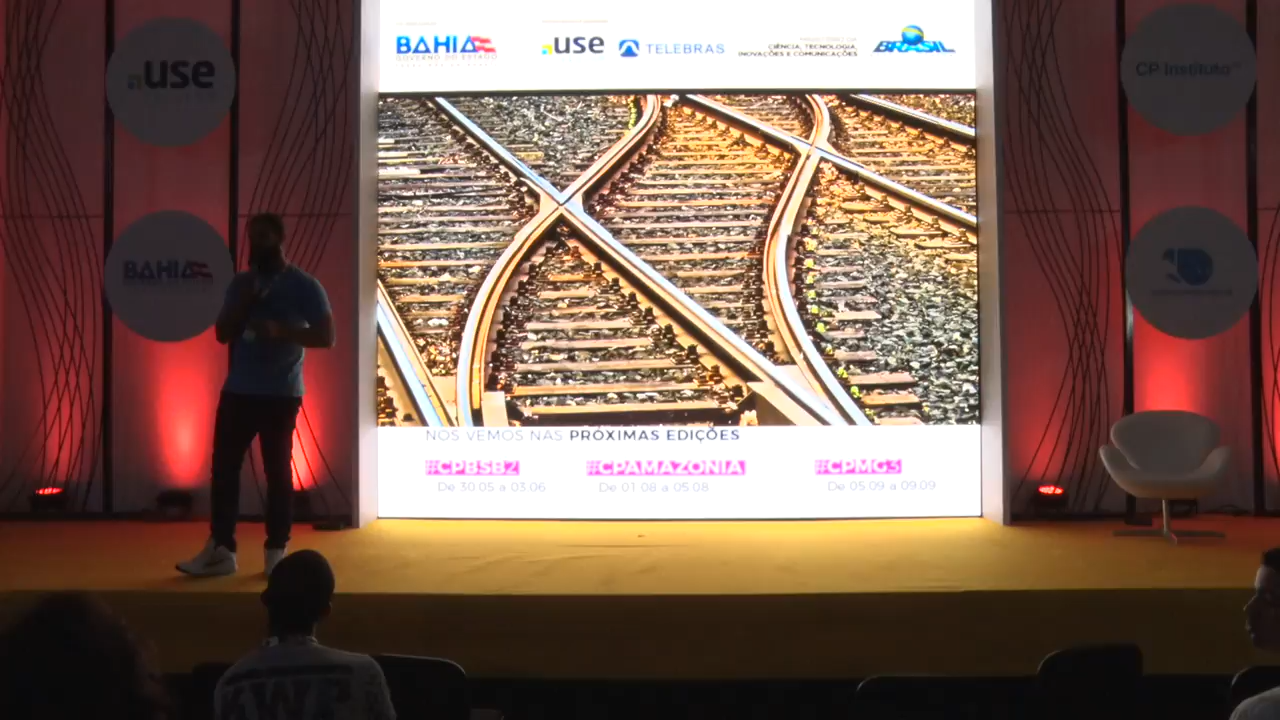 use
BAHIA
BAHIA
GOVERNO DO ESTADO
use
TELEBRAS
CIÊNCIA, TECNOLOGIA,
INOVAÇÕES E COMUNICAÇÕES
BRASIL
CP Instituto
NOS VEMOS NAS PRÓXIMAS EDIÇÕES
#CPBSB2
De 30.05 a 03.06
#CPAMAZONIA
De 01.08 a 05.08
#CPMG3
De 05.09 a 09.09